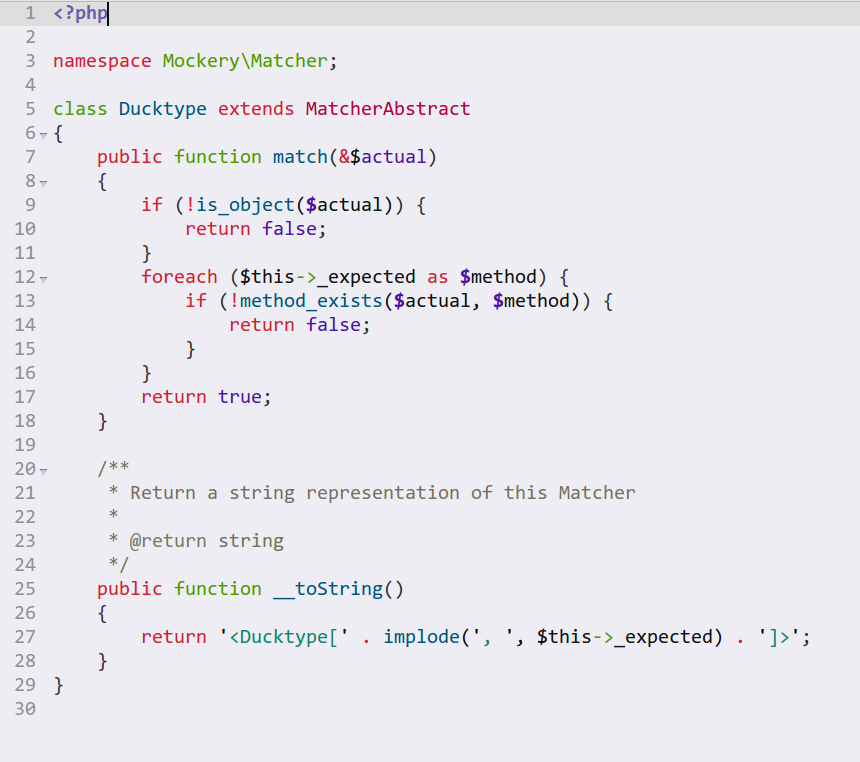 1 <?php
2
3 namespace Mockery\Matcher;
4
5 class Ducktype extends MatcherAbstract
6 {
7     public function match(&$actual)
8     {
9         if (!is_object($actual)) {
10             return false;
11         }
12         foreach ($this->_expected as $method) {
13             if (!method_exists($actual, $method)) {
14                 return false;
15             }
16         }
17         return true;
18     }
19
20     /**
21      * Return a string representation of this Matcher
22      *
23      * @return string
24      */
25     public function __toString()
26     {
27         return '<Ducktype[' . implode(', ', $this->_expected) . ']>';
28     }
29 }
30